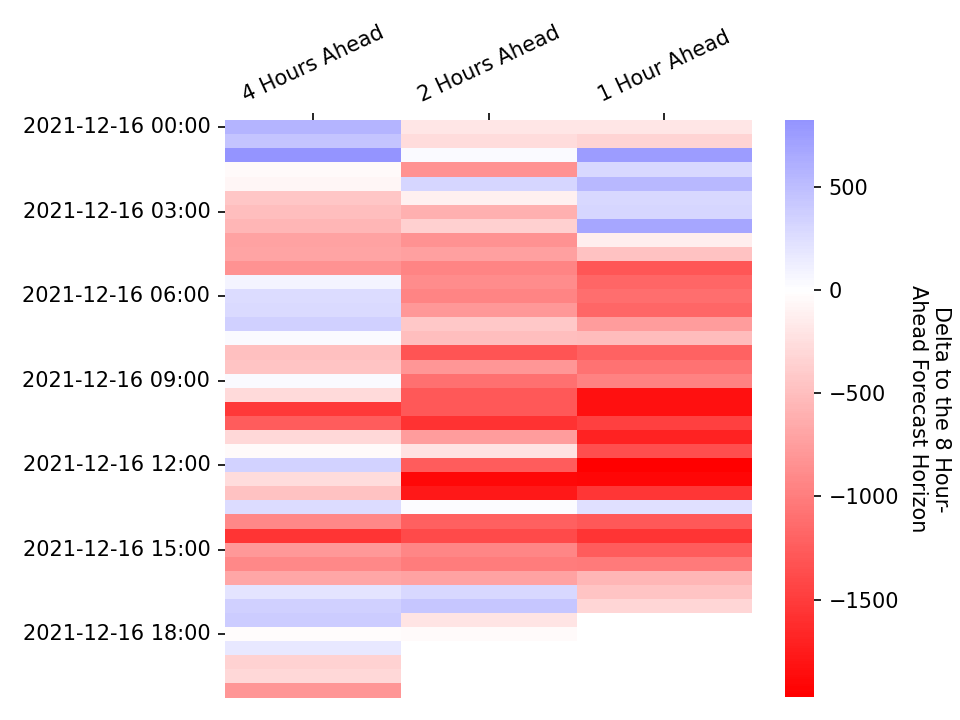 4 Hours Ahead
2 Hours Ahead
1 Hour Ahead
2021-12-16 00:00
2021-12-16 03:00
2021-12-16 06:00
2021-12-16 09:00
2021-12-16 12:00
2021-12-16 15:00
2021-12-16 18:00
500
0
−500
−1000
−1500
Delta to the 8 Hour-
Ahead Forecast Horizon